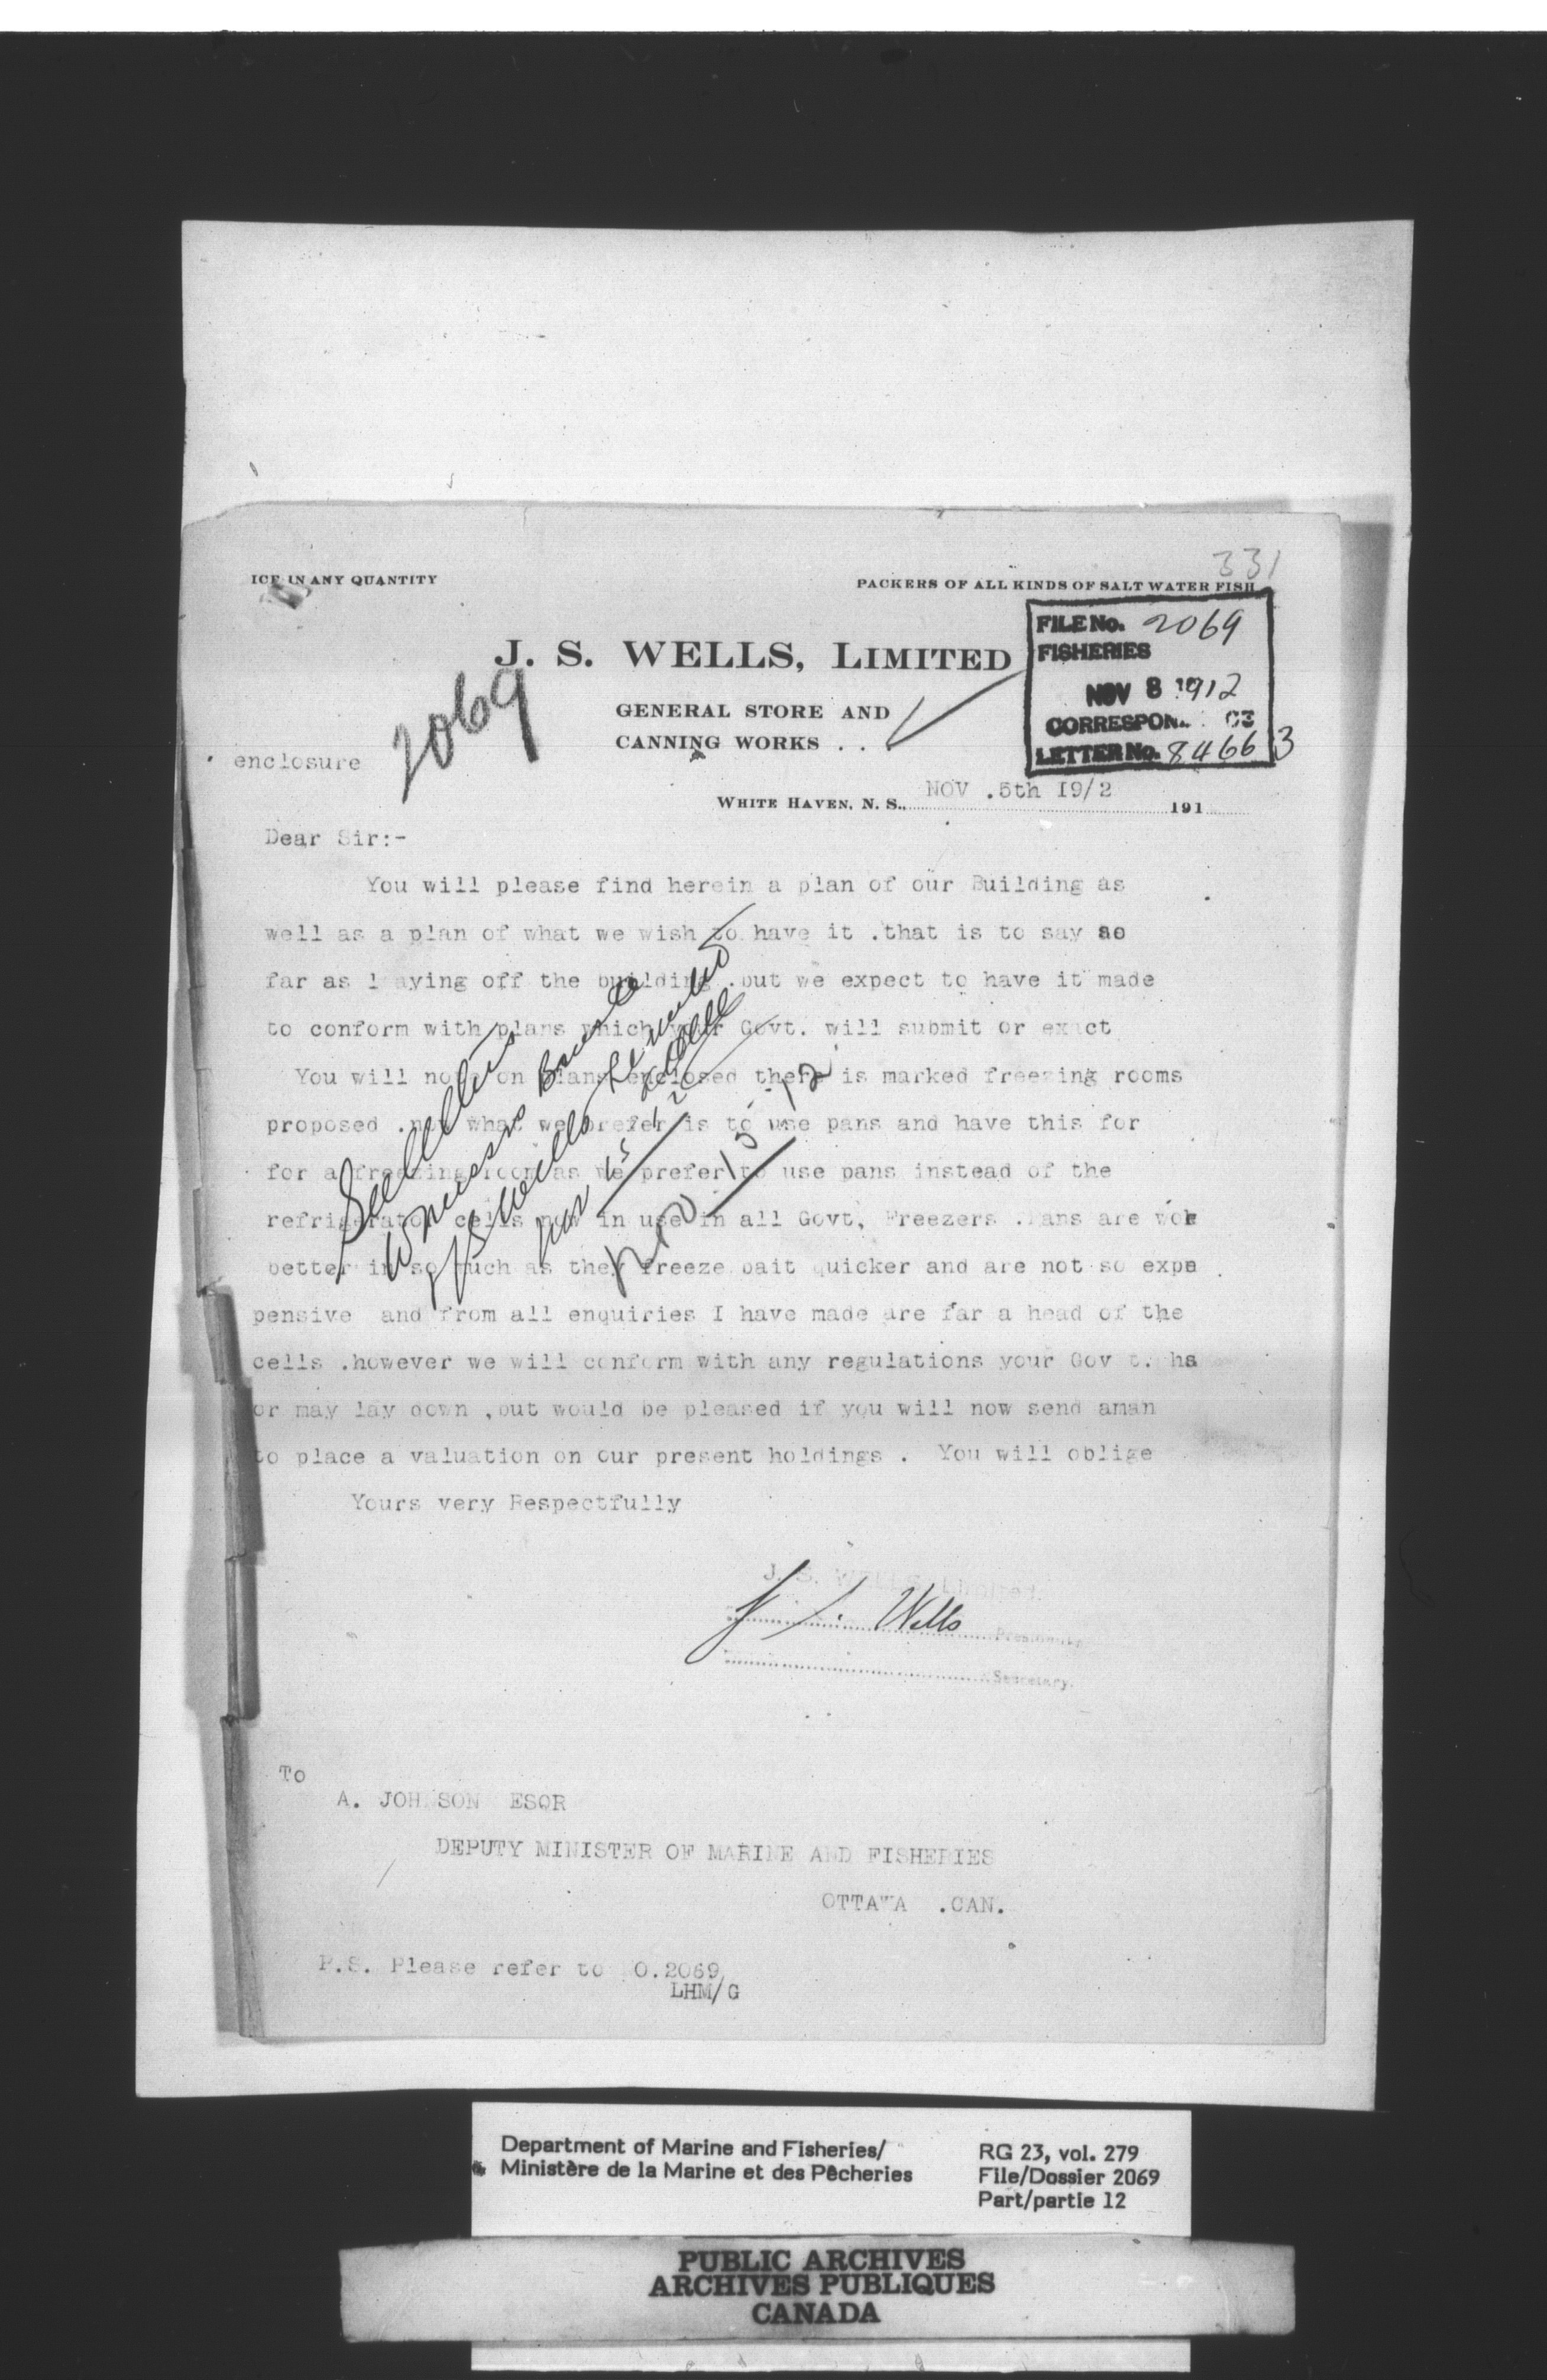 331
ICE IN ANY QUANTITY
PACKERS OF ALL KINDS OF SALT WATER FISH
FILE No. 2069
FISHERIES
NOV 8 1912
CORRESPON CE
LETTER No. 84663
J. S. WELLS, LIMITED
GENERAL STORE AND
CANNING WORKS . .
2069
enclosure
WHITE HAVEN, N. S., NOV .5th 19/2 191
Dear Sir:-
You will please find herein a plan of our Building as
well as a plan of what we wish to have it .that is to say so
far as laying off the building .but we expect to have it made
to conform with plans which your Govt. will submit or exact
You will note on plans enclosed there is marked freezing rooms
proposed .now what we prefer is to use pans and have this for
for a freezing room as we prefer to use pans instead of the
refrigerator cells now in use in all Govt, Freezers .Pans are
better in so much as they freeze bait quicker and are not so expe
pensive and from all enquiries I have made are far a head of the
cells .however we will conform with any regulations your Gov t. ha
or may lay down ,but would be pleased if you will now send aman
to place a valuation on our present holdings . You will oblige
Yours very Respectfully
J. S. WELLS, Limited.
J. S. Wells President
Secretary.
To
A. JOHNSON ESQR
DEPUTY MINISTER OF MARINE AND FISHERIES
OTTAWA .CAN.
P.S. Please refer to O.2069
LHM/G
Department of Marine and Fisheries/
Ministère de la Marine et des Pêcheries
RG 23, vol. 279
File/Dossier 2069
Part/partie 12
PUBLIC ARCHIVES
ARCHIVES PUBLIQUES
CANADA